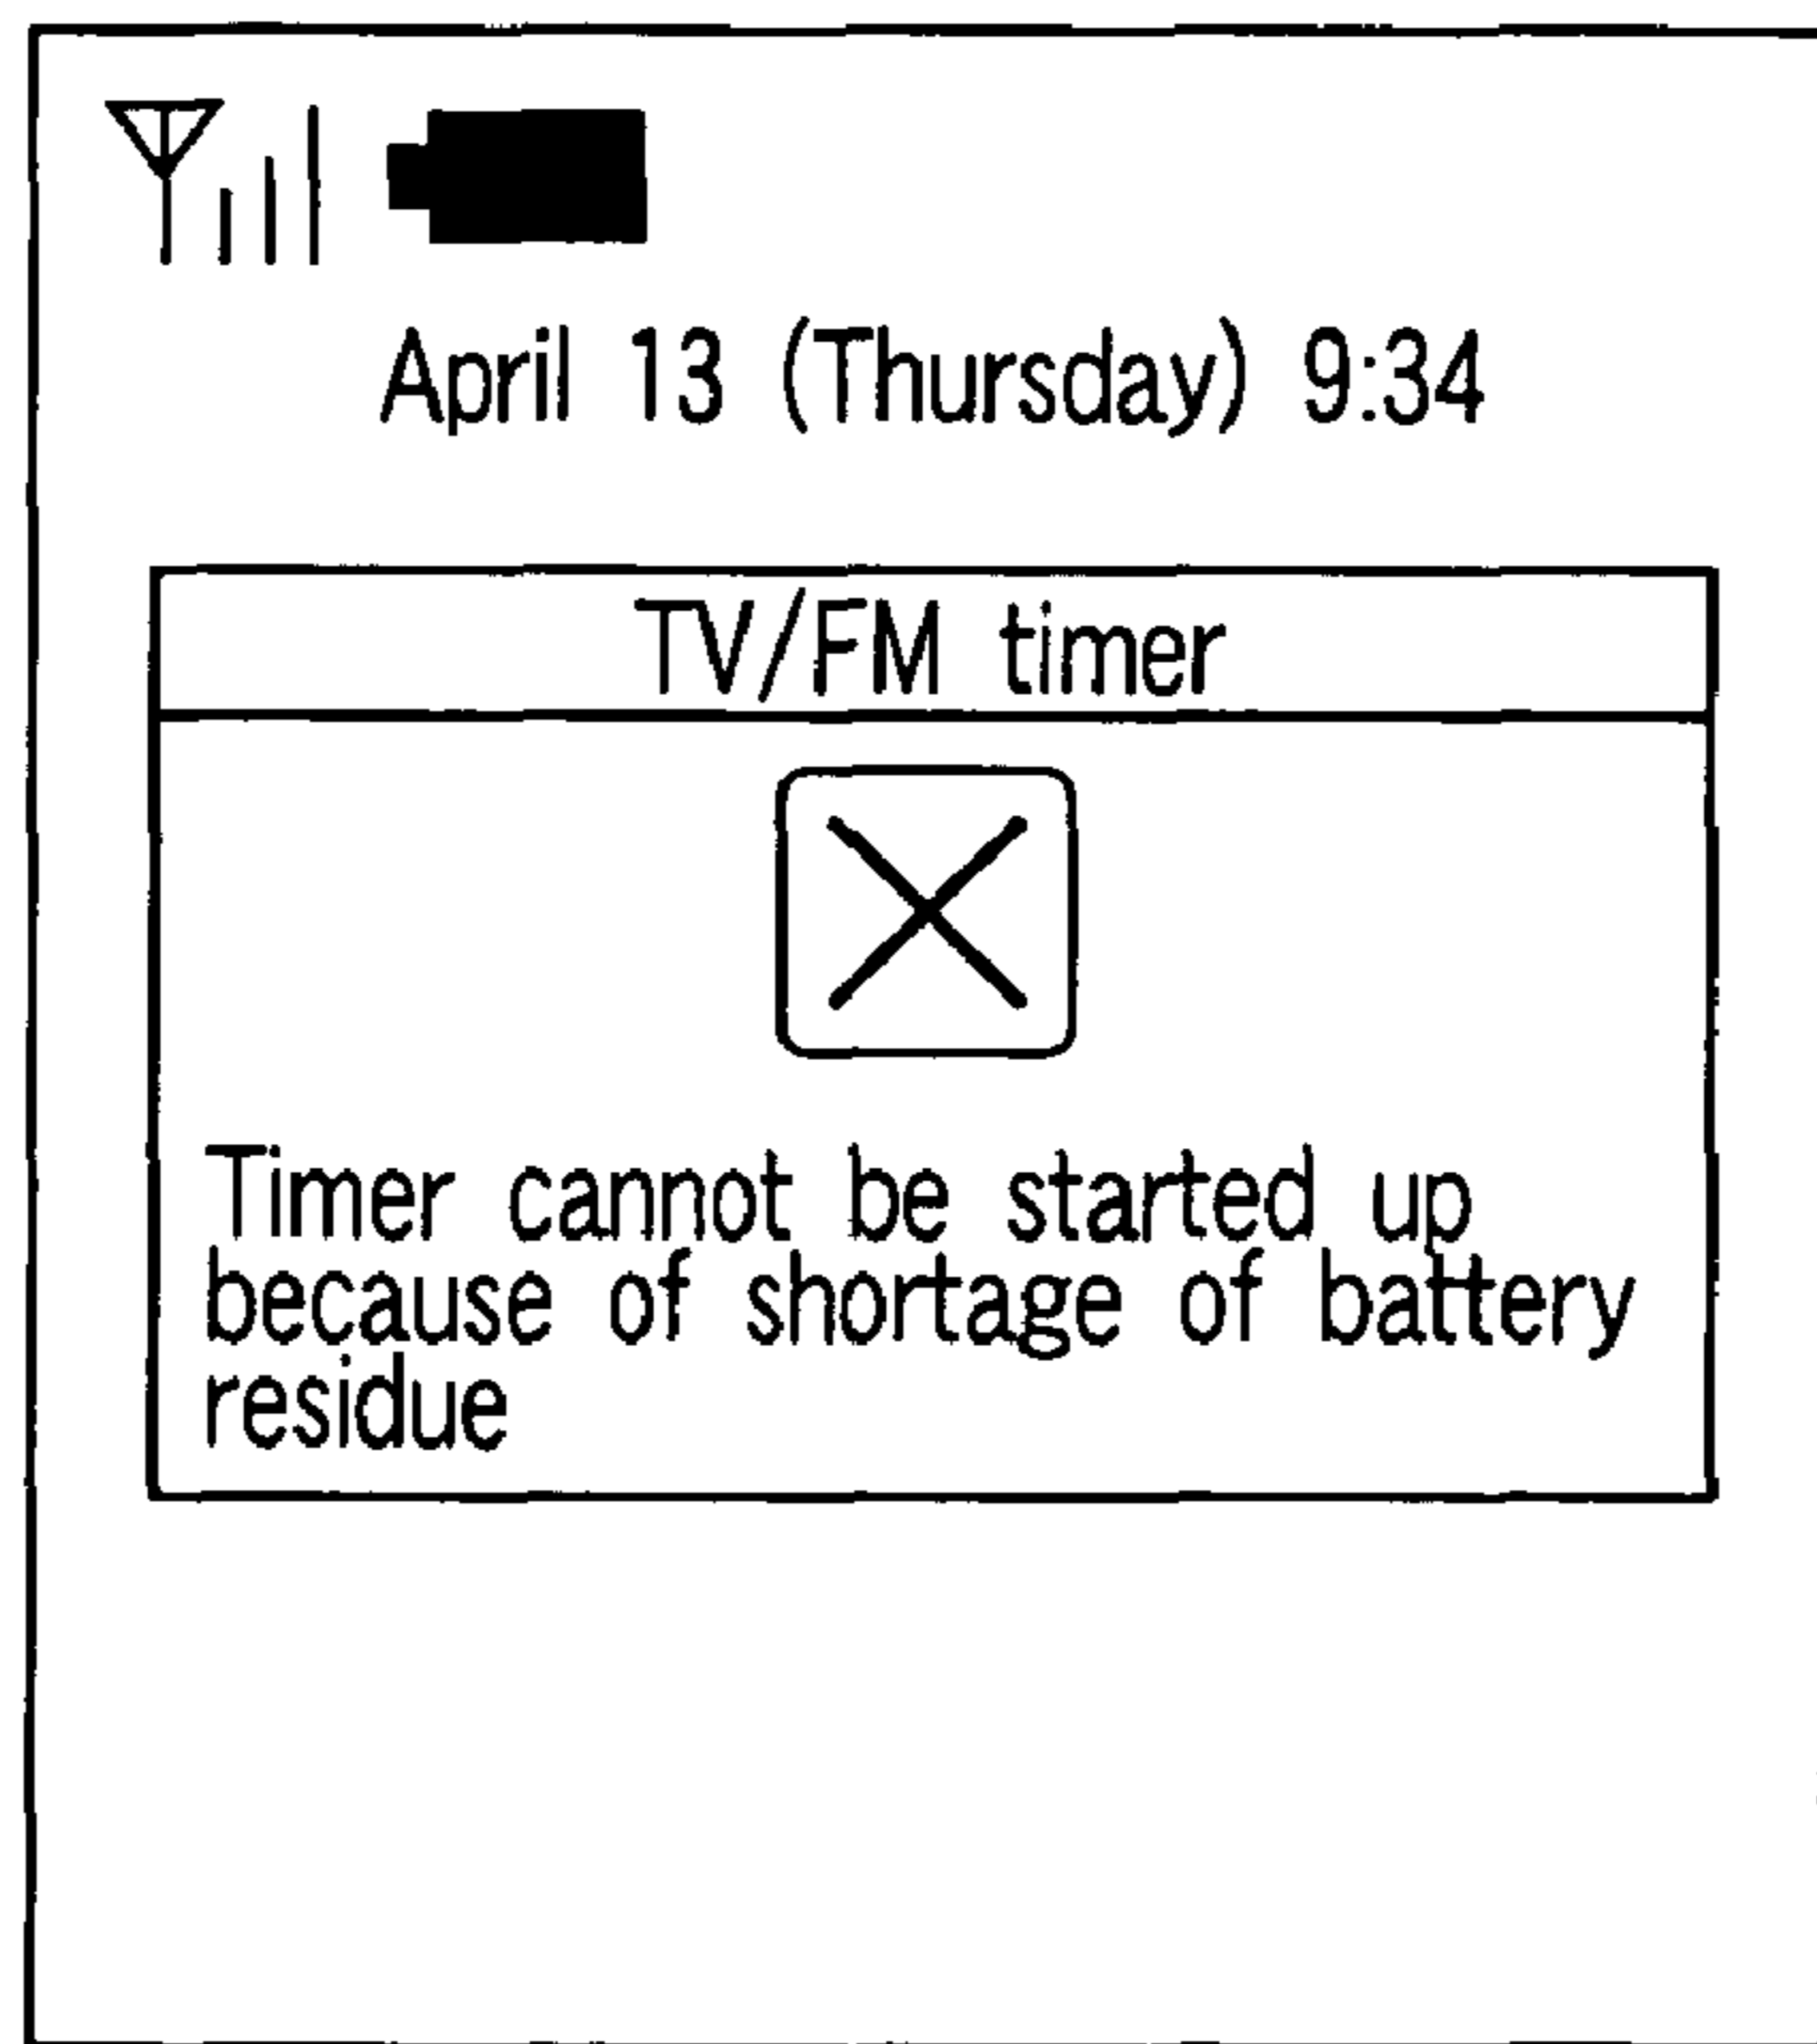 April 13 (Thursday) 9:34
TV/FM timer
Timer cannot be started up
because of shortage of battery
residue